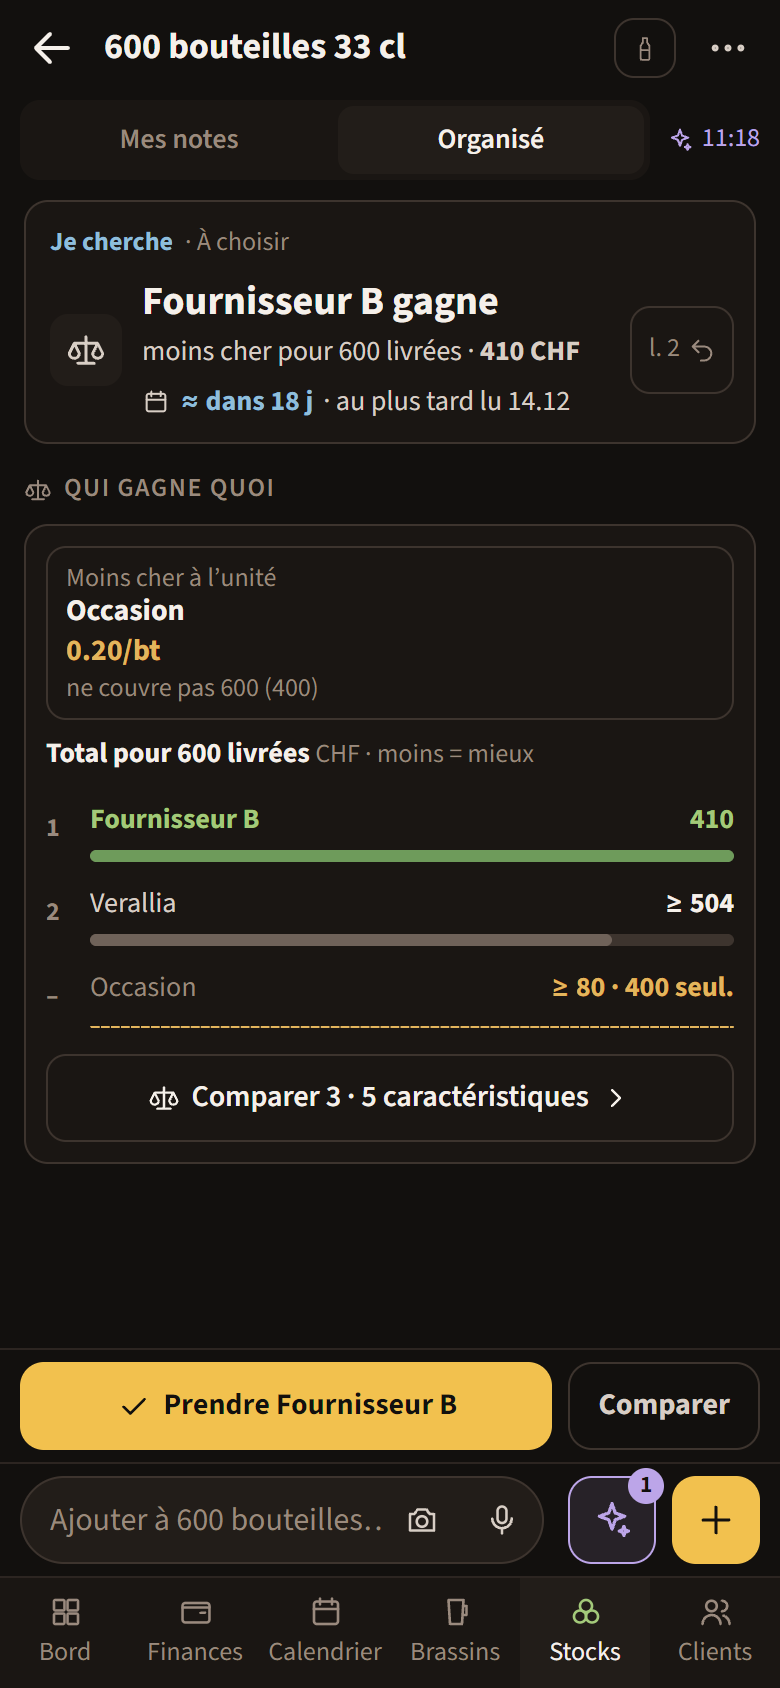 600 bouteilles 33 cl
Mes notes
Organisé
11:18
Je cherche · À choisir
Fournisseur B gagne
moins cher pour 600 livrées · 410 CHF
l. 2
≈ dans 18 j · au plus tard lu 14.12
QUI GAGNE QUOI
Moins cher à l’unité
Occasion
0.20/bt
ne couvre pas 600 (400)
Total pour 600 livrées CHF · moins = mieux
1 Fournisseur B 410
2 Verallia ≥ 504
– Occasion ≥ 80 · 400 seul.
Comparer 3 · 5 caractéristiques
Prendre Fournisseur B
Comparer
Ajouter à 600 bouteilles…
1
Bord
Finances
Calendrier
Brassins
Stocks
Clients